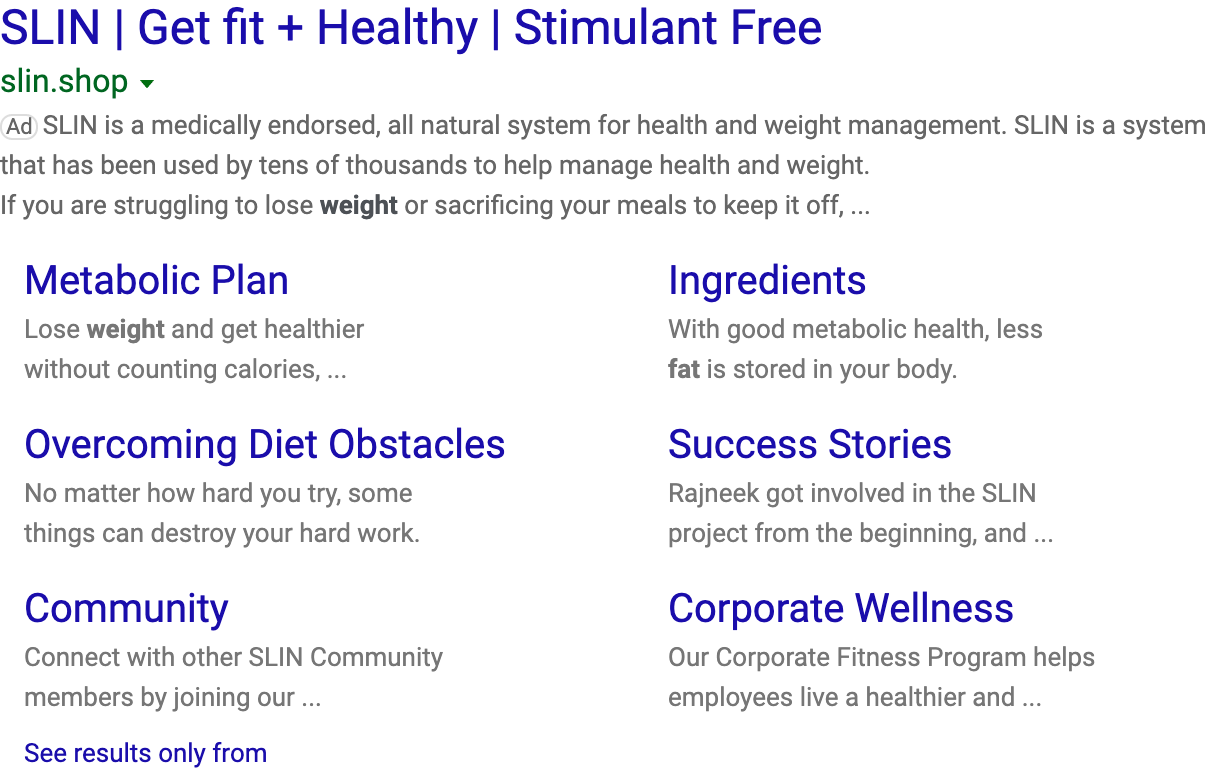 SLIN | Get fit + Healthy | Stimulant Free
slin.shop
Ad SLIN is a medically endorsed, all natural system for health and weight management. SLIN is a system
that has been used by tens of thousands to help manage health and weight.
If you are struggling to lose weight or sacrificing your meals to keep it off, ...
Metabolic Plan
Lose weight and get healthier
without counting calories, ...
Ingredients
With good metabolic health, less
fat is stored in your body.
Overcoming Diet Obstacles
No matter how hard you try, some
things can destroy your hard work.
Success Stories
Rajneek got involved in the SLIN
project from the beginning, and ...
Community
Connect with other SLIN Community
members by joining our ...
Corporate Wellness
Our Corporate Fitness Program helps
employees live a healthier and ...
See results only from